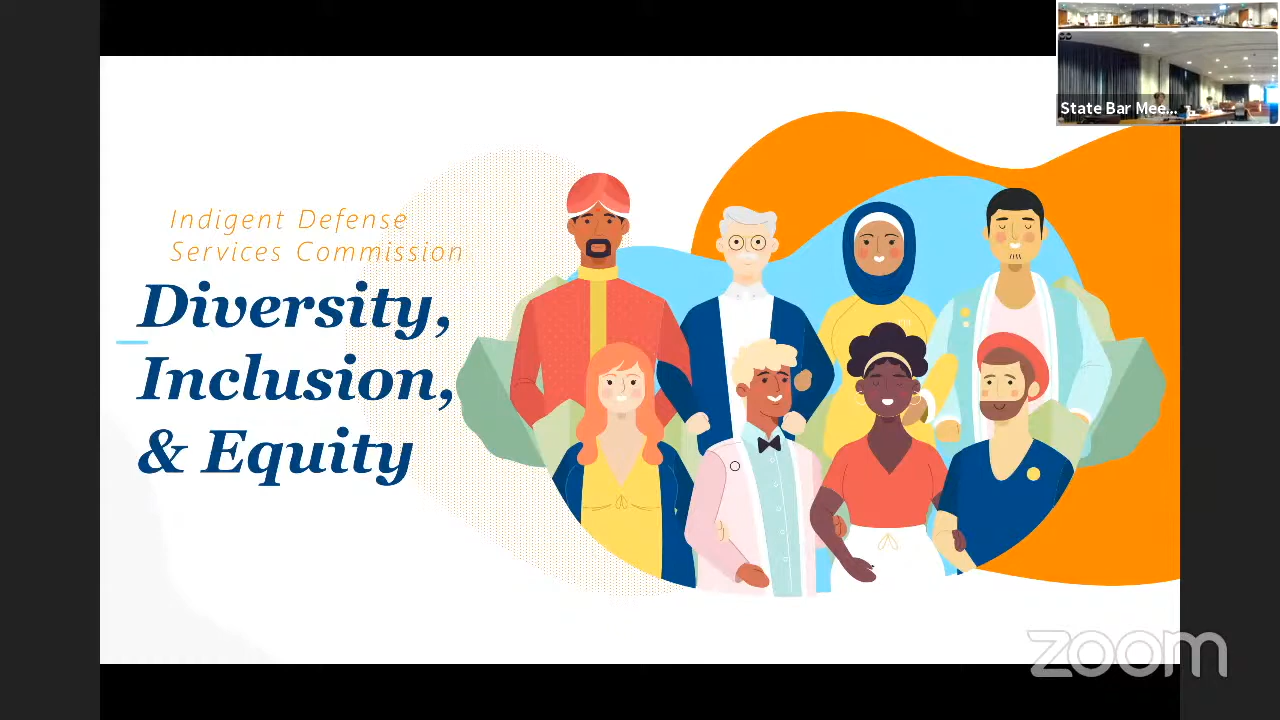 State Bar Mee...
Indigent Defense
Services Commission
Diversity,
Inclusion,
& Equity
zoom